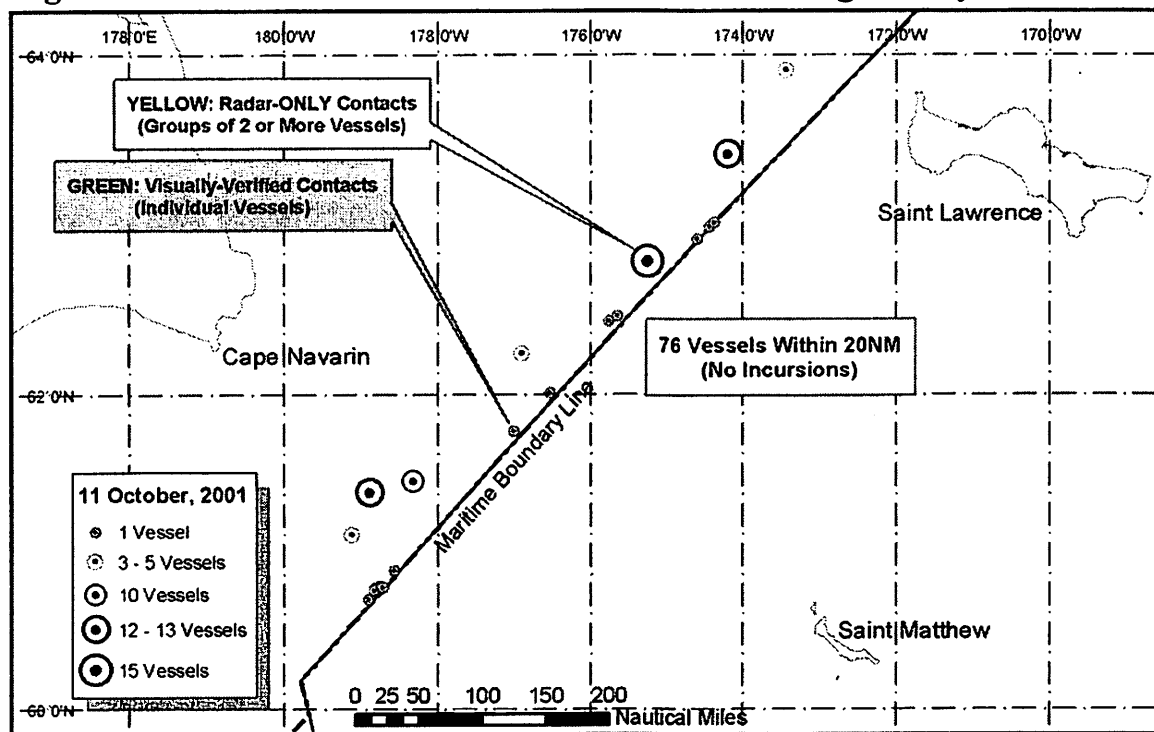 178°0'E 180°0'W 178°0'W 176°0'W 174°0'W 172°0'W 170°0'W
64°0'N
YELLOW: Radar-ONLY Contacts
(Groups of 2 or More Vessels)
GREEN: Visually-Verified Contacts
(Individual Vessels)
Saint Lawrence
Cape Navarin
76 Vessels Within 20NM
(No Incursions)
62°0'N
Maritime Boundary Line
11 October, 2001
1 Vessel
3 - 5 Vessels
10 Vessels
12 - 13 Vessels
15 Vessels
Saint Matthew
60°0'N
0 25 50 100 150 200
Nautical Miles